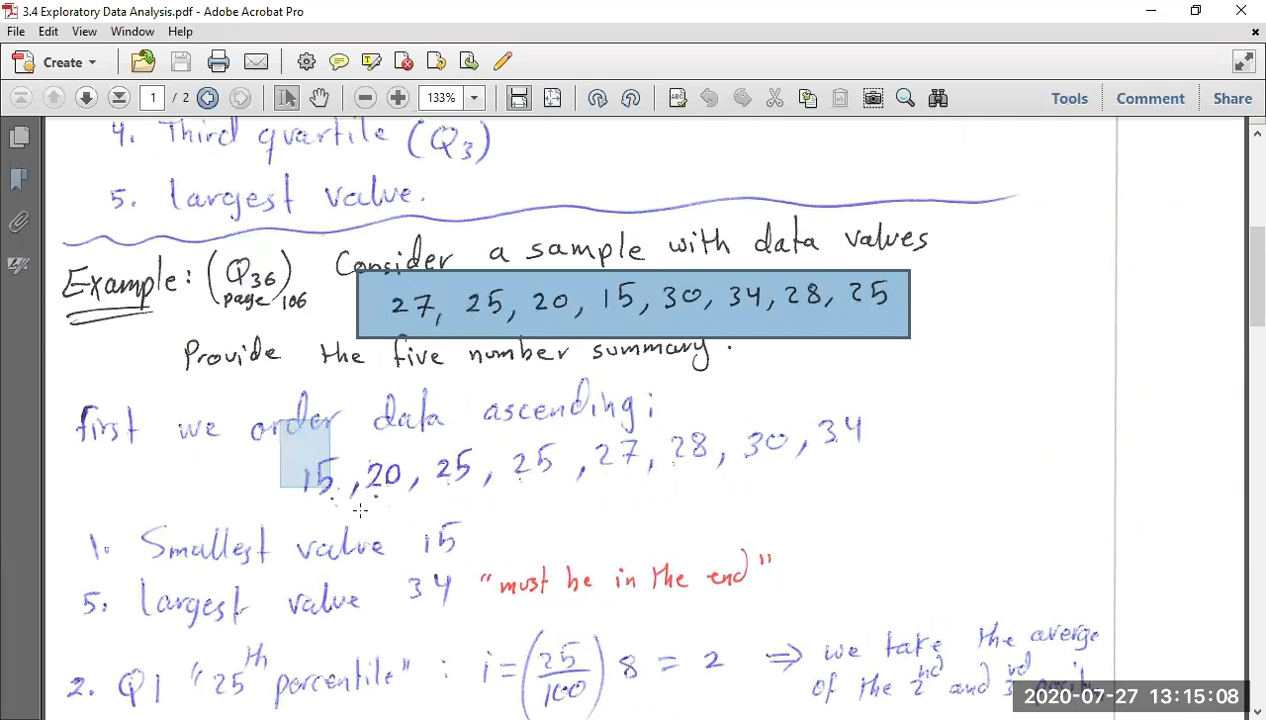 3.4 Exploratory Data Analysis.pdf - Adobe Acrobat Pro
File Edit View Window Help
Create
1 / 2 133% Tools Comment Share
4. Third quartile (Q3)
5. largest value.
Example: (Q36 page 106) Consider a sample with data values
27, 25, 20, 15, 30, 34, 28, 25
Provide the five number summary.
first we order data ascending;
15, 20, 25, 25, 27, 28, 30, 34
1. Smallest value 15
5. largest value 34 "must be in the end"
2. Q1 "25th percentile" : i = (25/100) 8 = 2 ⇒ we take the averge
of the 2nd and 3rd
2020-07-27 13:15:08